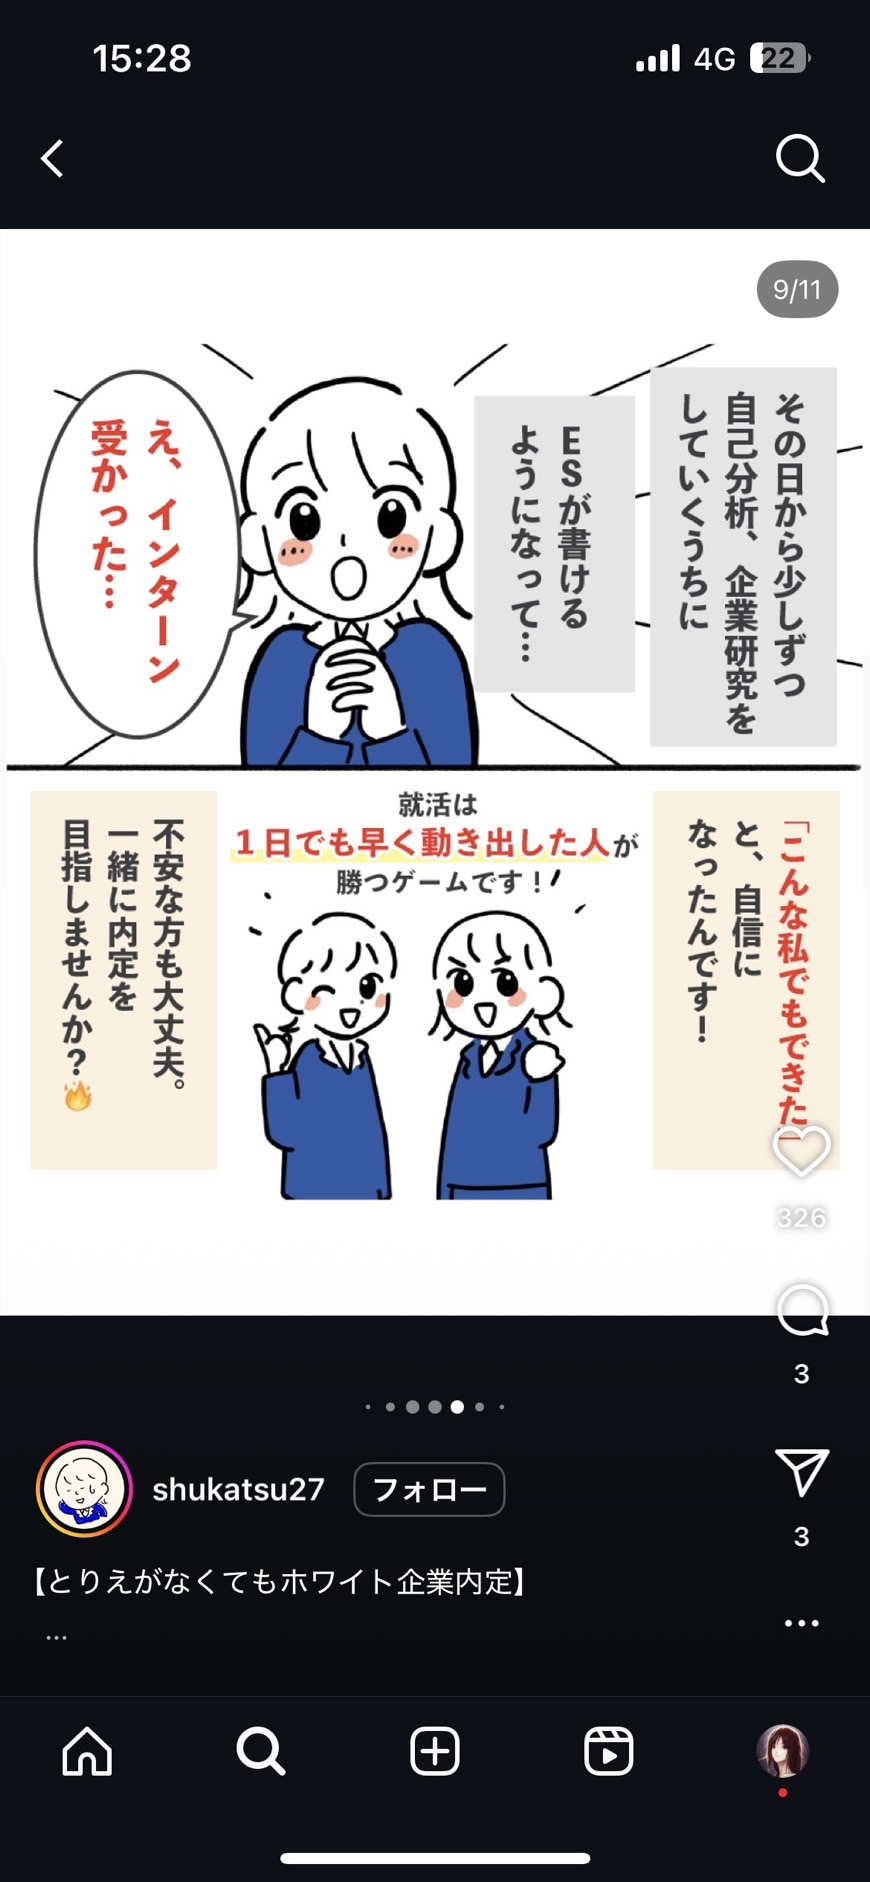 15:28
4G
22
9/11
その日から少しずつ
自己分析、企業研究を
していくうちに
ESが書ける
ようになって…
え、インターン
受かった…
「こんな私でもできた」
と、自信に
なったんです！
就活は
１日でも早く動き出した人が
勝つゲームです！
不安な方も大丈夫。
一緒に内定を
目指しませんか？🔥
326
3
3
shukatsu27
フォロー
【とりえがなくてもホワイト企業内定】
...